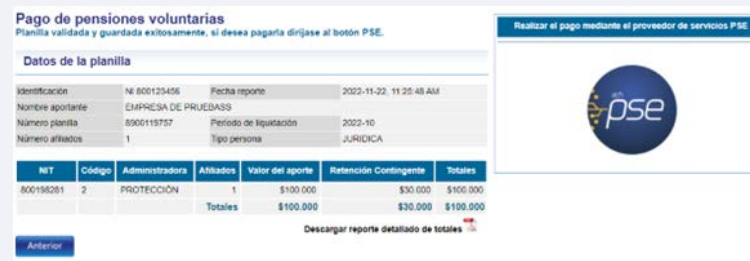 Pago de pensiones voluntarias
Planilla validada y guardada exitosamente, si desea pagarla dirijase al botón PSE.
Datos de la planilla
Identificación NI 800123456 Fecha reporte 2022-11-22, 11:25:48 AM
Nombre aportante EMPRESA DE PRUEBASS
Número planilla 8900119757 Periodo de liquidación 2022-10
Número afiliados 1 Tipo persona JURIDICA
NIT Código Administradora Afiliados Valor del aporte Retención Contingente Totales
800198281 2 PROTECCIÓN 1 $100.000 $30.000 $100.000
Totales $100.000 $30.000 $100.000
Descargar reporte detallado de totales
Anterior
Realizar el pago mediante el proveedor de servicios PSE
ach
pse